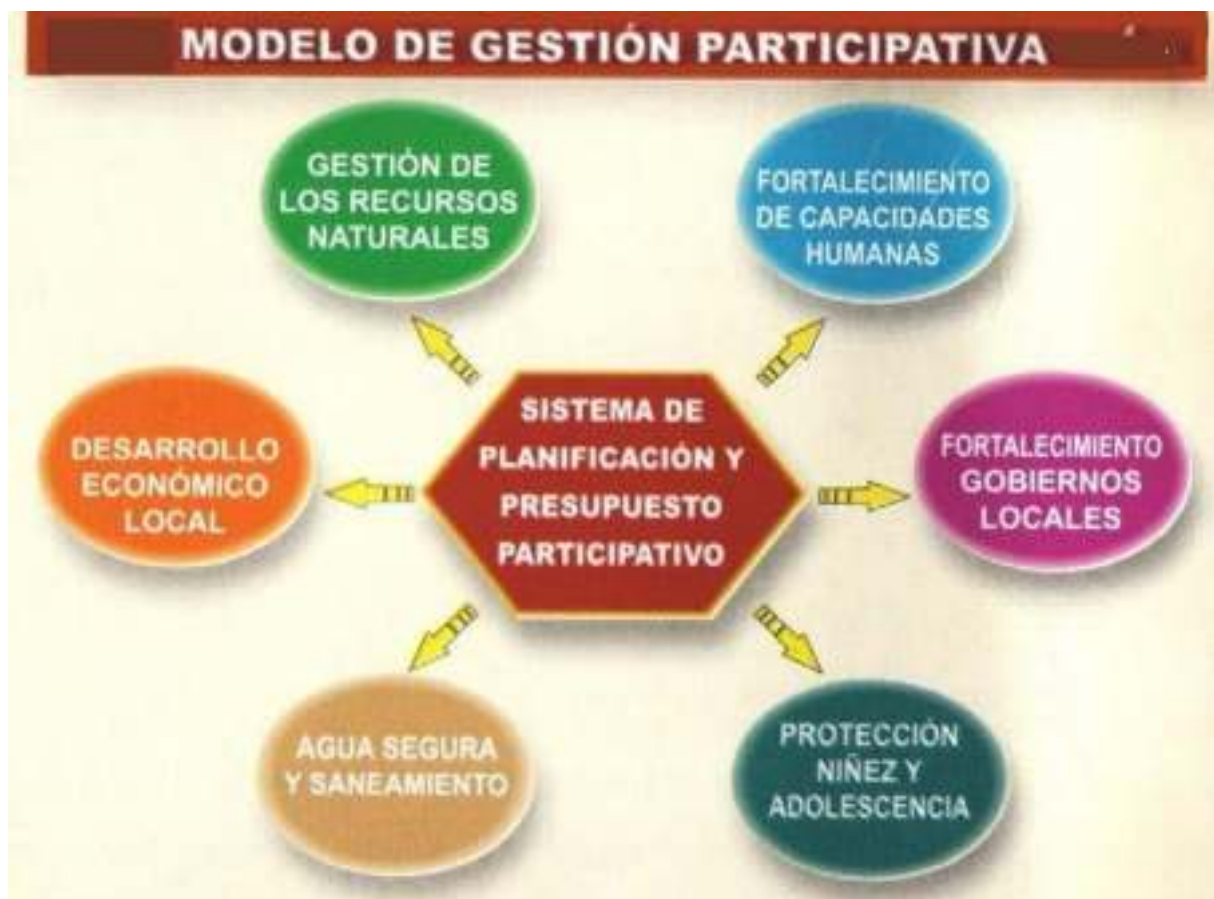 MODELO DE GESTIÓN PARTICIPATIVA
GESTIÓN DE
LOS RECURSOS
NATURALES
FORTALECIMIENTO
DE CAPACIDADES
HUMANAS
DESARROLLO
ECONÓMICO
LOCAL
SISTEMA DE
PLANIFICACIÓN Y
PRESUPUESTO
PARTICIPATIVO
FORTALECIMIENTO
GOBIERNOS
LOCALES
AGUA SEGURA
Y SANEAMIENTO
PROTECCIÓN
NIÑEZ Y
ADOLESCENCIA